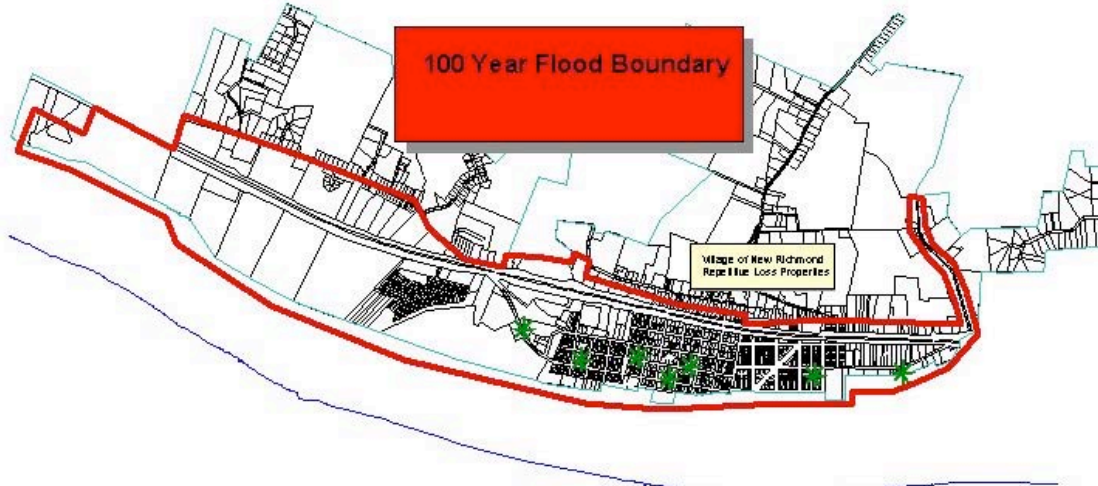 100 Year Flood Boundary
Village of New Richmond
Repetitive Loss Properties